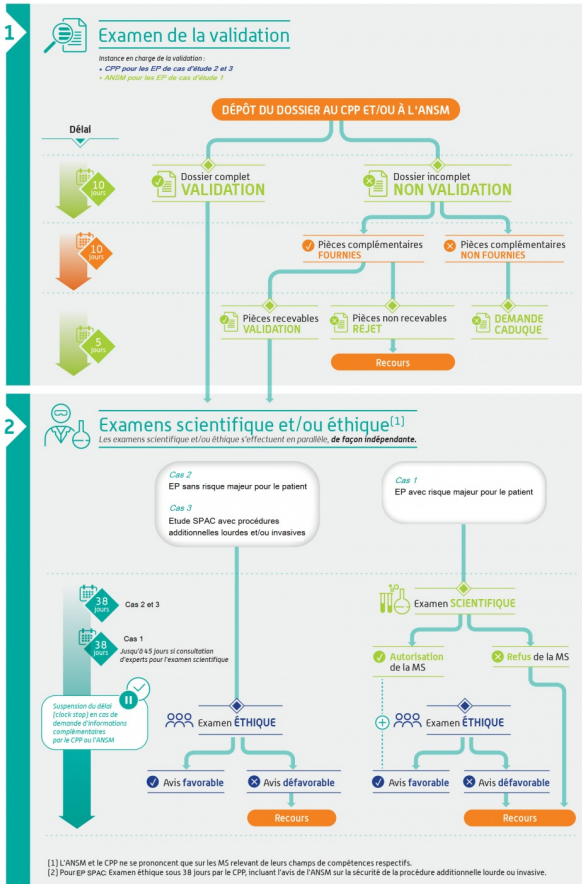 1
Examen de la validation
Instance en charge de la validation :
• CPP pour les EP de cas d'étude 2 et 3
• ANSM pour les EP de cas d'étude 1
DÉPÔT DU DOSSIER AU CPP ET/OU À L'ANSM
Délai
10
jours
Dossier complet
VALIDATION
Dossier incomplet
NON VALIDATION
10
jours
Pièces complémentaires
FOURNIES
Pièces complémentaires
NON FOURNIES
5
jours
Pièces recevables
VALIDATION
Pièces non recevables
REJET
DEMANDE
CADUQUE
Recours
2
Examens scientifique et/ou éthique(1)
Les examens scientifique et/ou éthique s'effectuent en parallèle, de façon indépendante.
Cas 2
EP sans risque majeur pour le patient
Cas 3
Etude SPAC avec procédures
additionnelles lourdes et/ou invasives
Cas 1
EP avec risque majeur pour le patient
38
jours
Cas 2 et 3
38
jours
Cas 1
Jusqu'à 45 jours si consultation
d'experts pour l'examen scientifique
Examen SCIENTIFIQUE
Autorisation
de la MS
Refus de la MS
Suspension du délai
(clock stop) en cas de
demande d'informations
complémentaires
par le CPP ou l'ANSM
Examen ÉTHIQUE
Examen ÉTHIQUE
Avis favorable
Avis défavorable
Avis favorable
Avis défavorable
Recours
Recours
(1) L'ANSM et le CPP ne se prononcent que sur les MS relevant de leurs champs de compétences respectifs.
(2) Pour EP SPAC: Examen éthique sous 38 jours par le CPP, incluant l'avis de l'ANSM sur la sécurité de la procédure additionnelle lourde ou invasive.